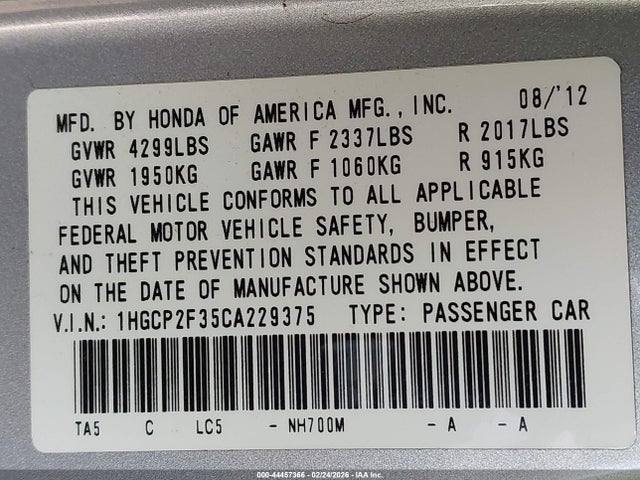 MFD. BY HONDA OF AMERICA MFG., INC. 08/'12
GVWR 4299LBS GAWR F 2337LBS R 2017LBS
GVWR 1950KG GAWR F 1060KG R 915KG
THIS VEHICLE CONFORMS TO ALL APPLICABLE
FEDERAL MOTOR VEHICLE SAFETY, BUMPER,
AND THEFT PREVENTION STANDARDS IN EFFECT
ON THE DATE OF MANUFACTURE SHOWN ABOVE.
V.I.N.: 1HGCP2F35CA229375 TYPE: PASSENGER CAR
TA5 C LC5 - NH700M - A - A
000-44457366 - 02/24/2026 - IAA Inc.